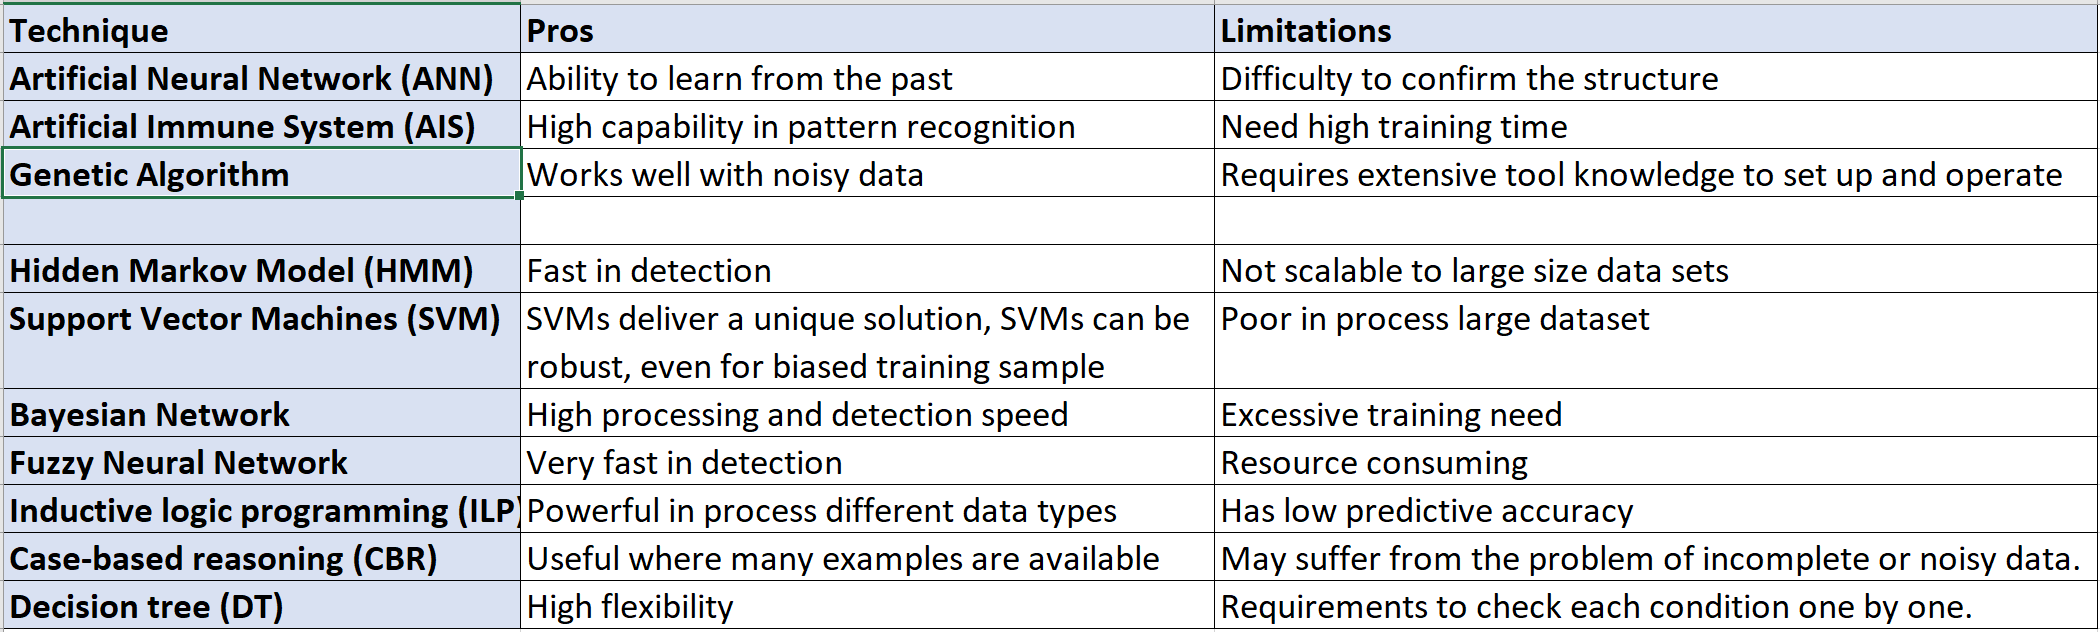 Technique Pros Limitations
Artificial Neural Network (ANN) Ability to learn from the past Difficulty to confirm the structure
Artificial Immune System (AIS) High capability in pattern recognition Need high training time
Genetic Algorithm Works well with noisy data Requires extensive tool knowledge to set up and operate
Hidden Markov Model (HMM) Fast in detection Not scalable to large size data sets
Support Vector Machines (SVM) SVMs deliver a unique solution, SVMs can be Poor in process large dataset
robust, even for biased training sample
Bayesian Network High processing and detection speed Excessive training need
Fuzzy Neural Network Very fast in detection Resource consuming
Inductive logic programming (ILP) Powerful in process different data types Has low predictive accuracy
Case-based reasoning (CBR) Useful where many examples are available May suffer from the problem of incomplete or noisy data.
Decision tree (DT) High flexibility Requirements to check each condition one by one.